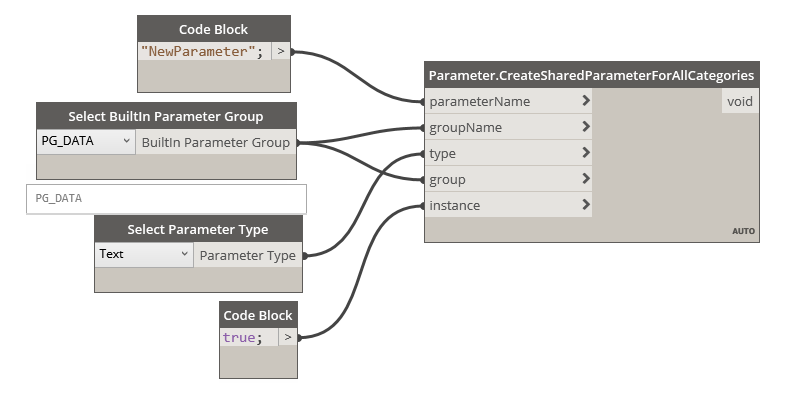 Code Block
"NewParameter"; >
Select BuiltIn Parameter Group
PG_DATA BuiltIn Parameter Group
PG_DATA
Select Parameter Type
Text Parameter Type
Code Block
true; >
Parameter.CreateSharedParameterForAllCategories
parameterName > void
groupName >
type >
group >
instance >
AUTO